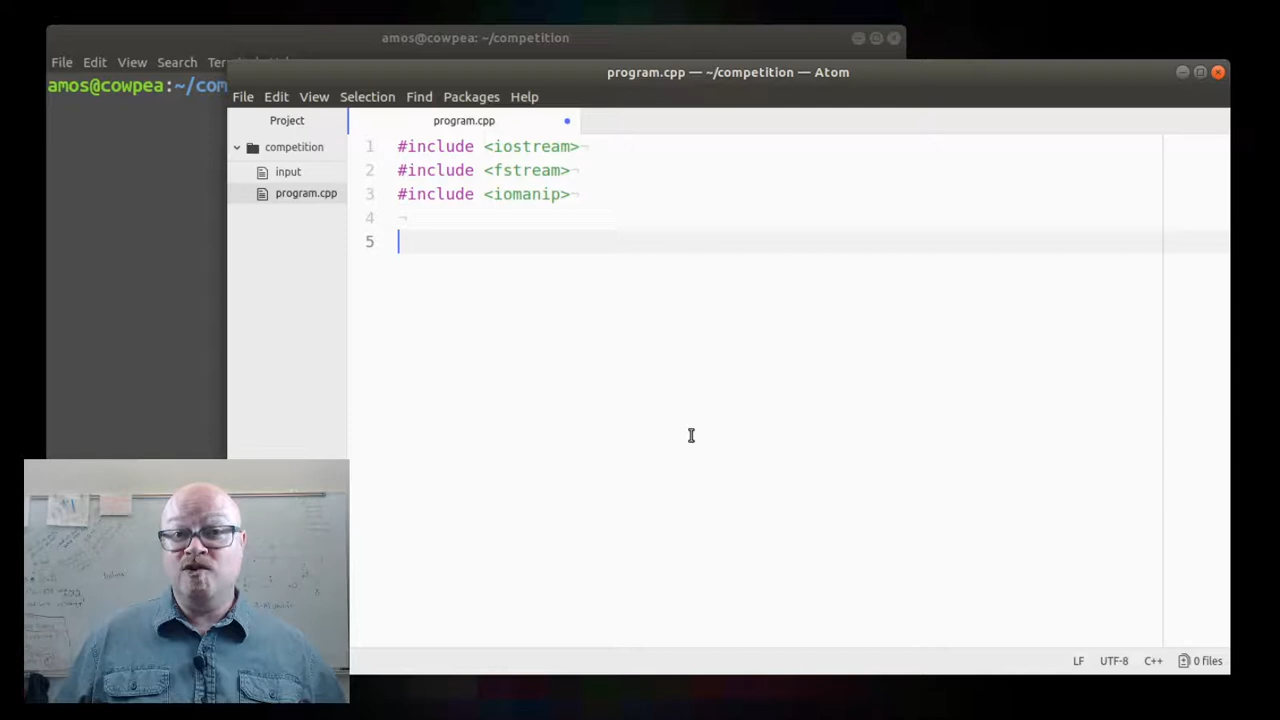 amos@cowpea: ~/competition
File Edit View Search
amos@cowpea:~/com
program.cpp — ~/competition — Atom
File Edit View Selection Find Packages Help
Project
program.cpp
competition
input
program.cpp
1 #include <iostream>¬
2 #include <fstream>¬
3 #include <iomanip>¬
4 ¬
5
LF UTF-8 C++ 0 files